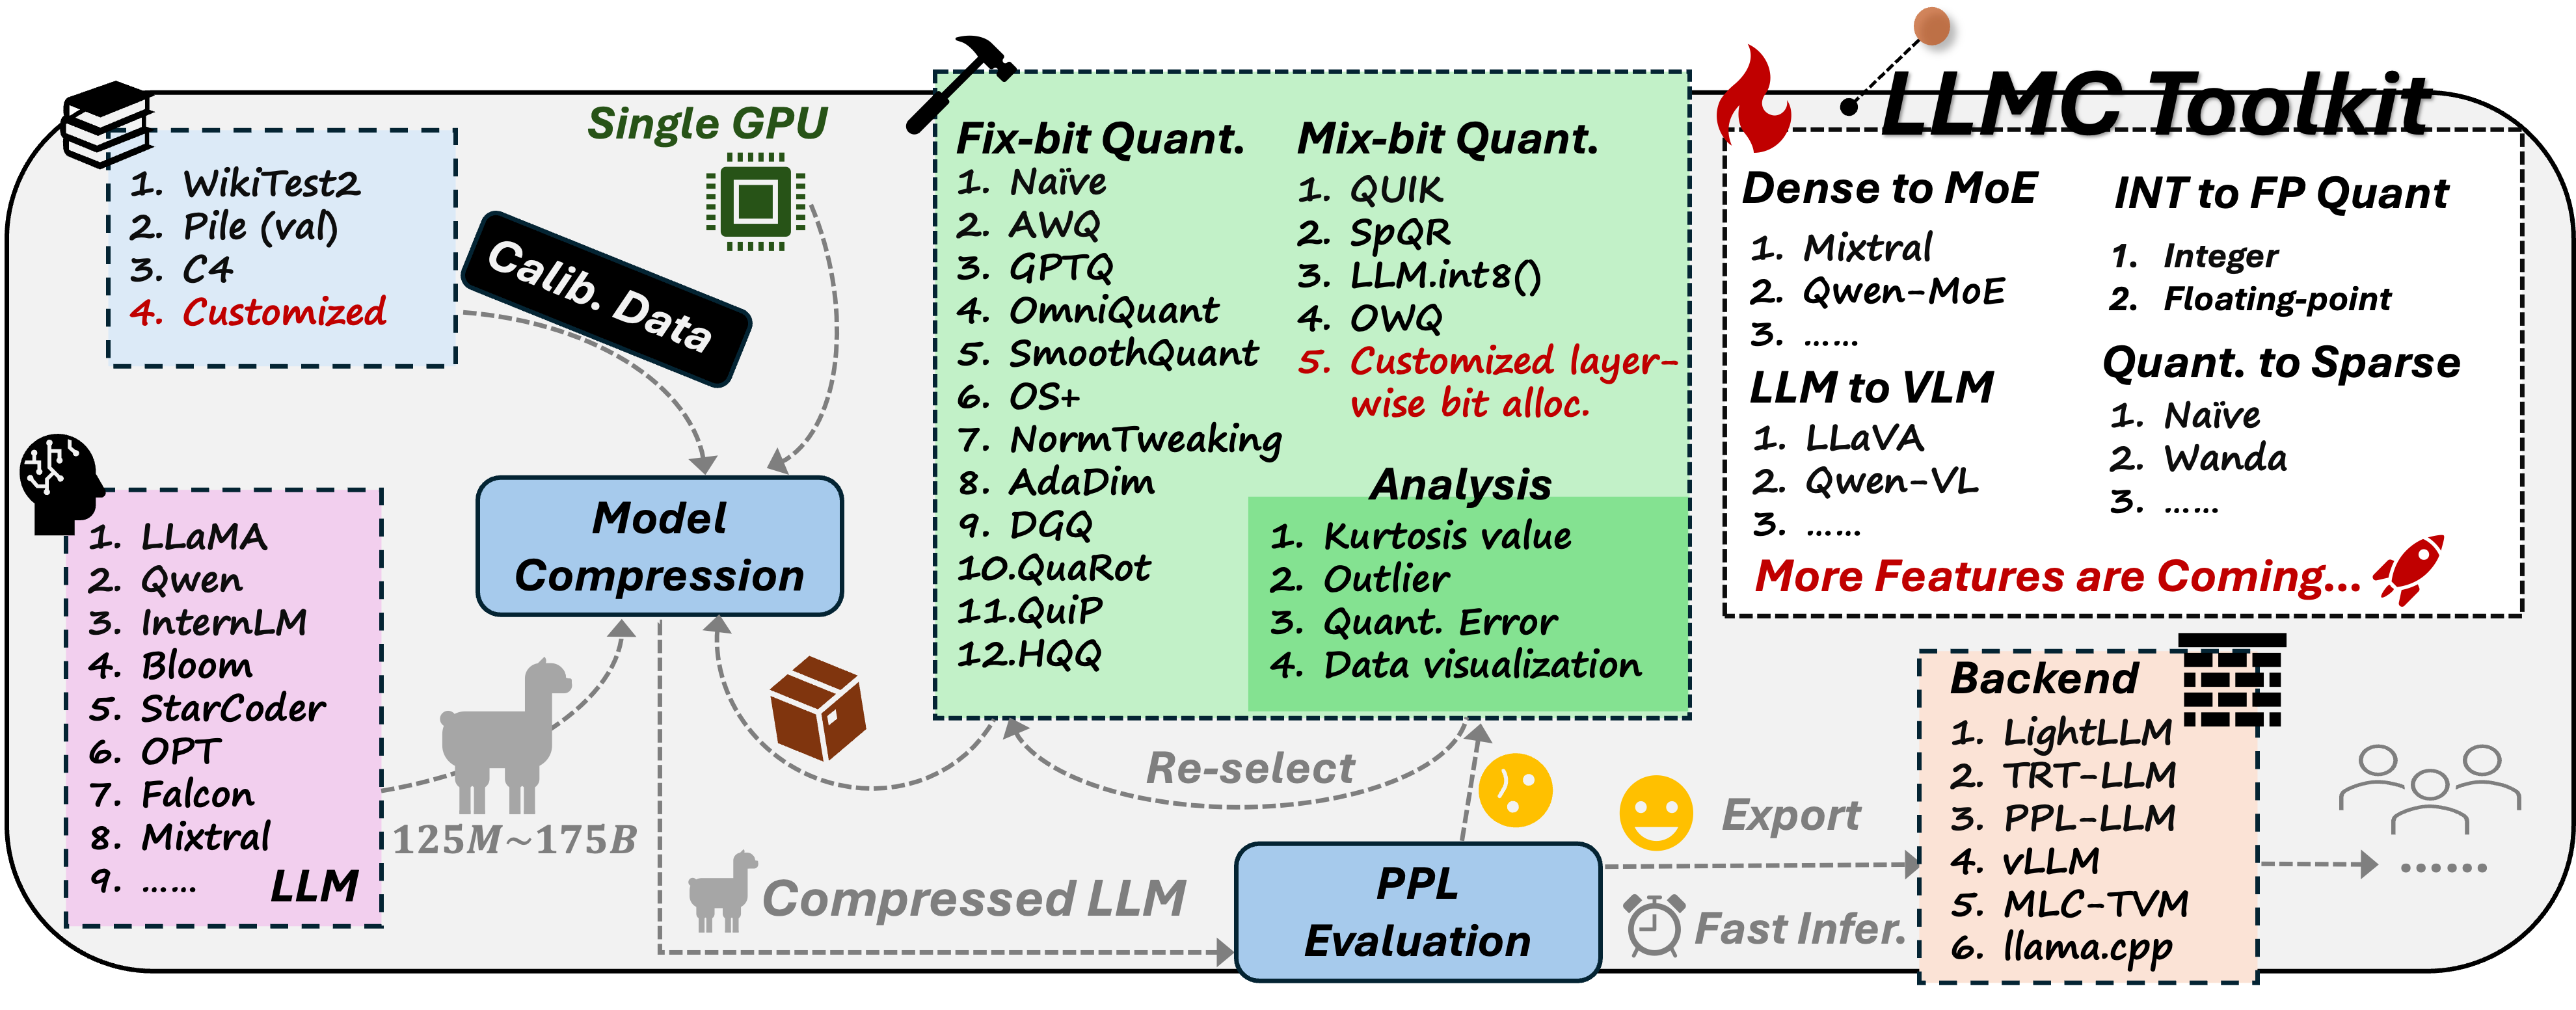 LLMC Toolkit
1. WikiTest2
2. Pile (val)
3. C4
4. Customized
Calib. Data
Single GPU
1. LLaMA
2. Qwen
3. InternLM
4. Bloom
5. StarCoder
6. OPT
7. Falcon
8. Mixtral
9. ......
LLM
125M~175B
Model
Compression
Compressed LLM
Fix-bit Quant.
1. Naïve
2. AWQ
3. GPTQ
4. OmniQuant
5. SmoothQuant
6. OS+
7. NormTweaking
8. AdaDim
9. DGQ
10.QuaRot
11.QuiP
12.HQQ
Mix-bit Quant.
1. QUIK
2. SpQR
3. LLM.int8()
4. OWQ
5. Customized layer-
wise bit alloc.
Analysis
1. Kurtosis value
2. Outlier
3. Quant. Error
4. Data visualization
Re-select
PPL
Evaluation
Export
Fast Infer.
Dense to MoE
1. Mixtral
2. Qwen-MoE
3. ......
LLM to VLM
1. LLaVA
2. Qwen-VL
3. ......
INT to FP Quant
1. Integer
2. Floating-point
Quant. to Sparse
1. Naïve
2. Wanda
3. ......
More Features are Coming...
Backend
1. LightLLM
2. TRT-LLM
3. PPL-LLM
4. vLLM
5. MLC-TVM
6. llama.cpp
.......